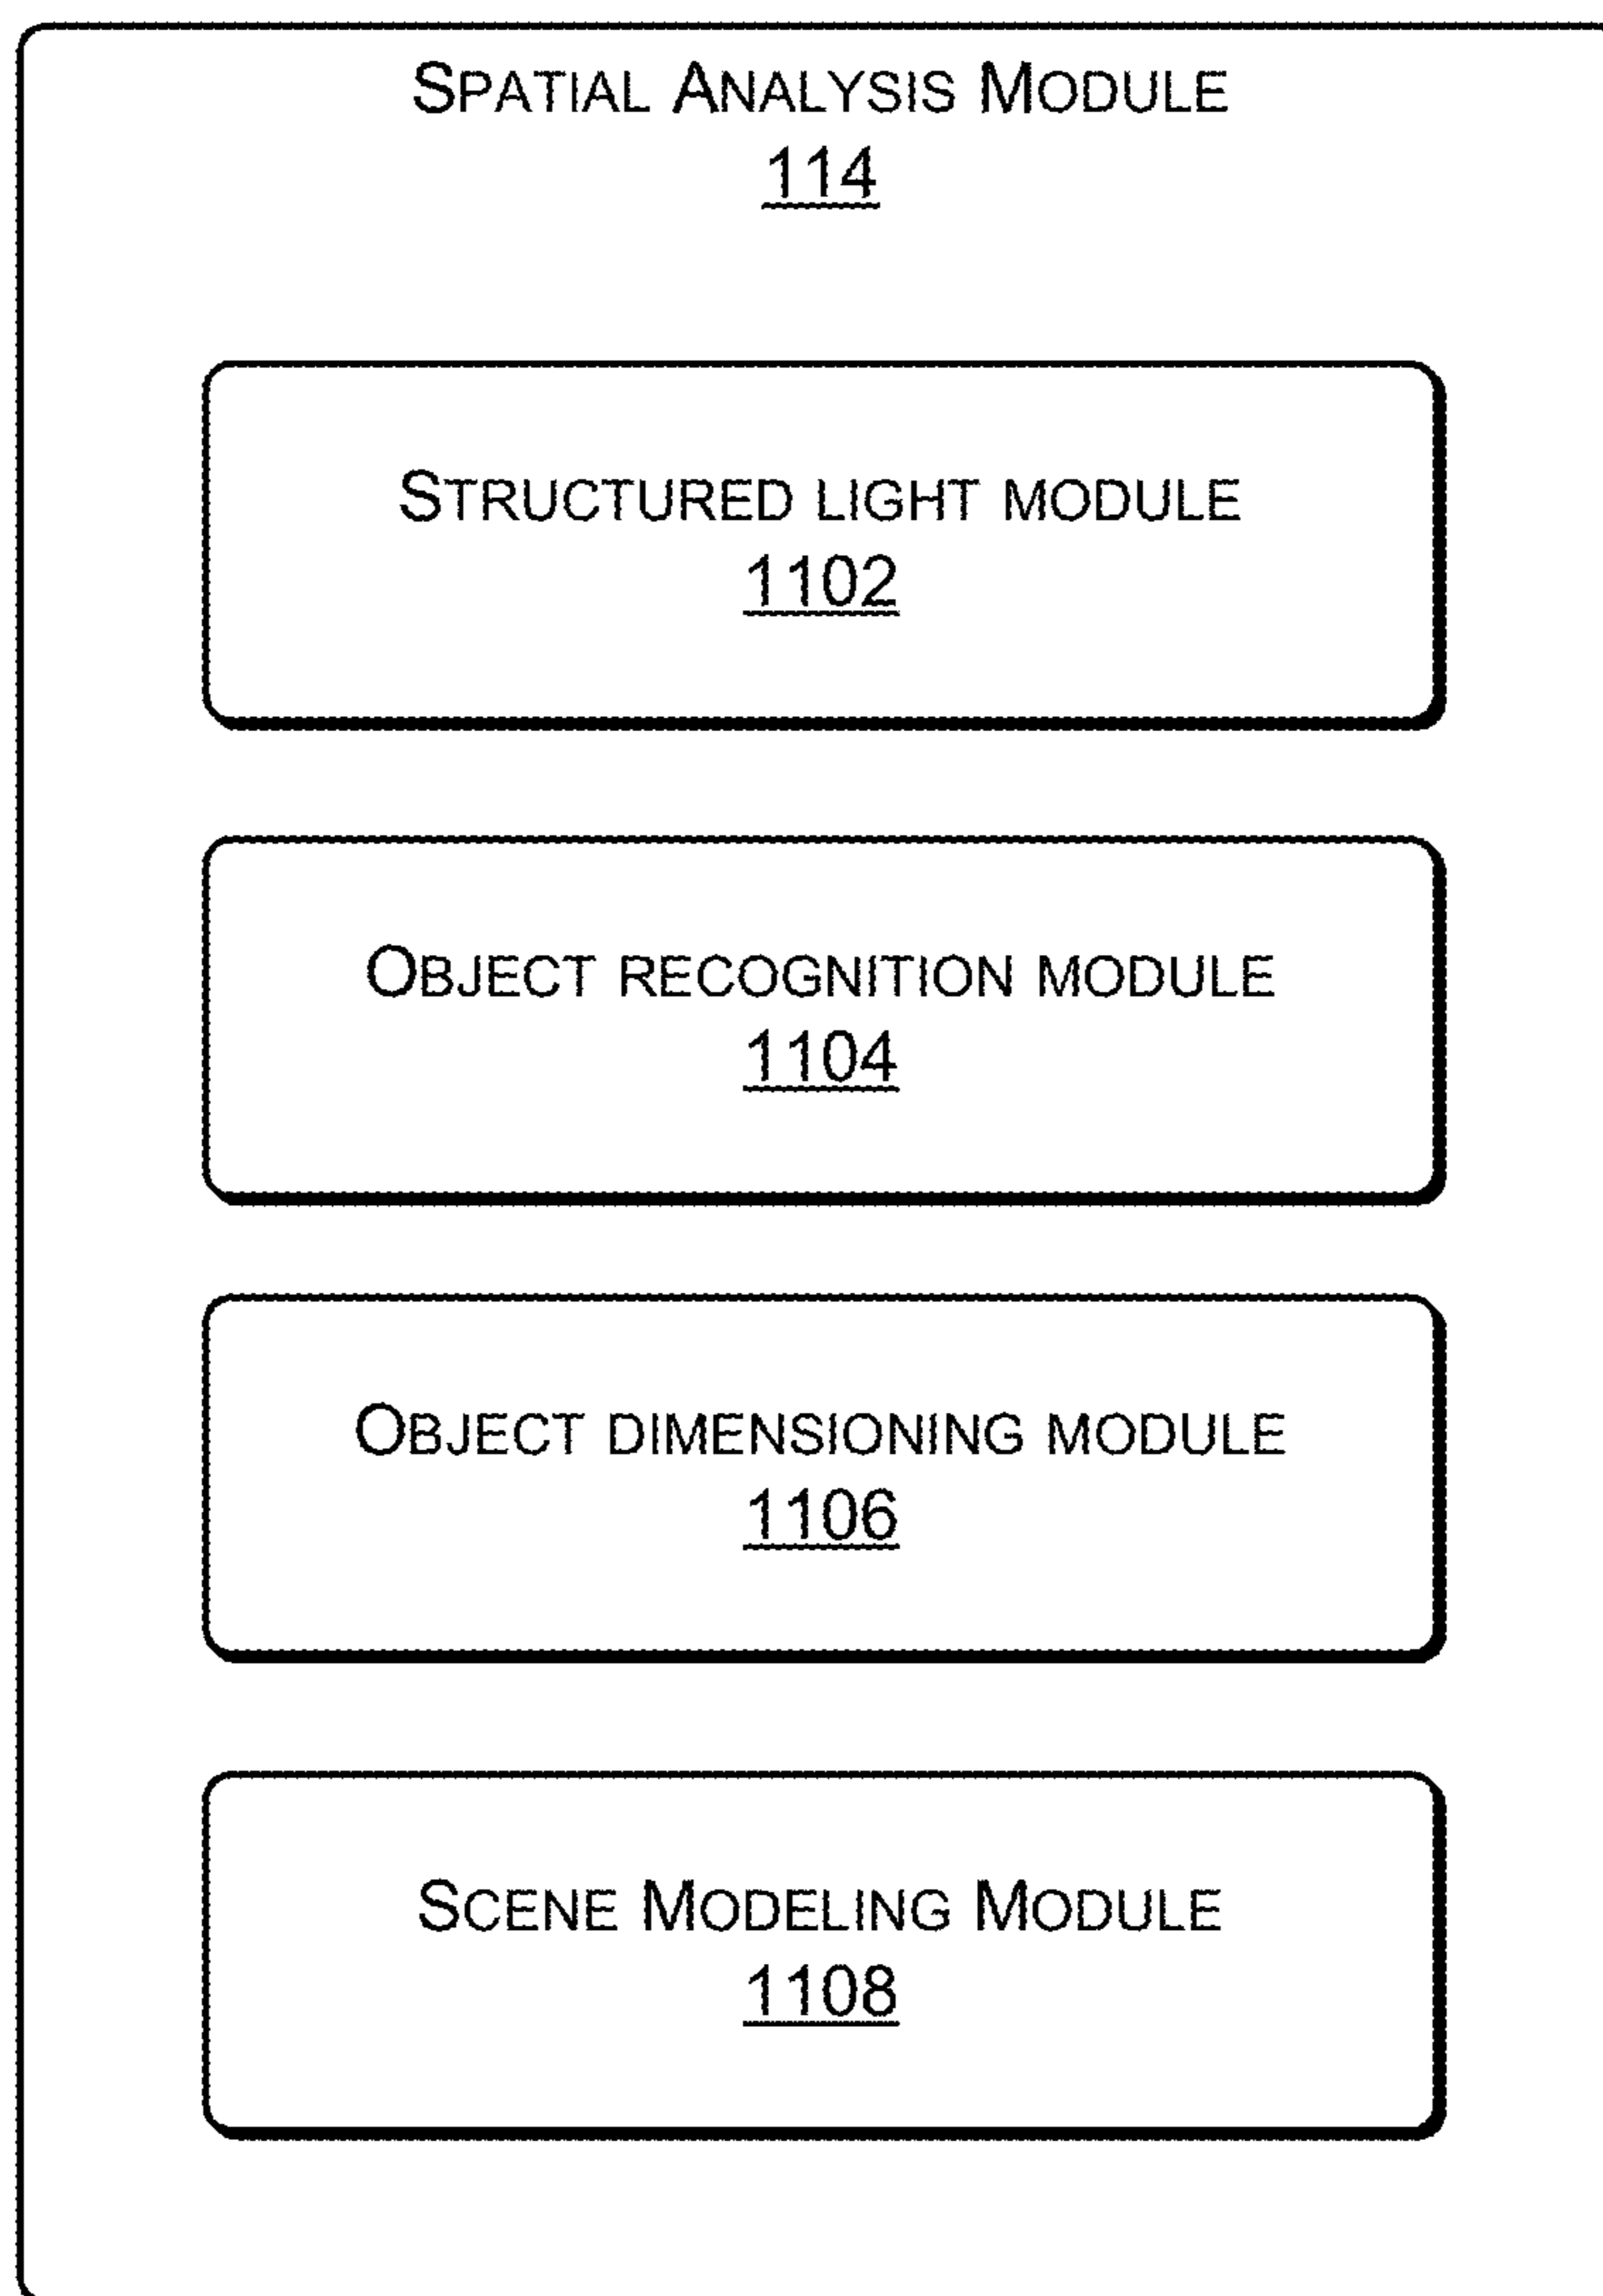 SPATIAL ANALYSIS MODULE
114
STRUCTURED LIGHT MODULE
1102
OBJECT RECOGNITION MODULE
1104
OBJECT DIMENSIONING MODULE
1106
SCENE MODELING MODULE
1108